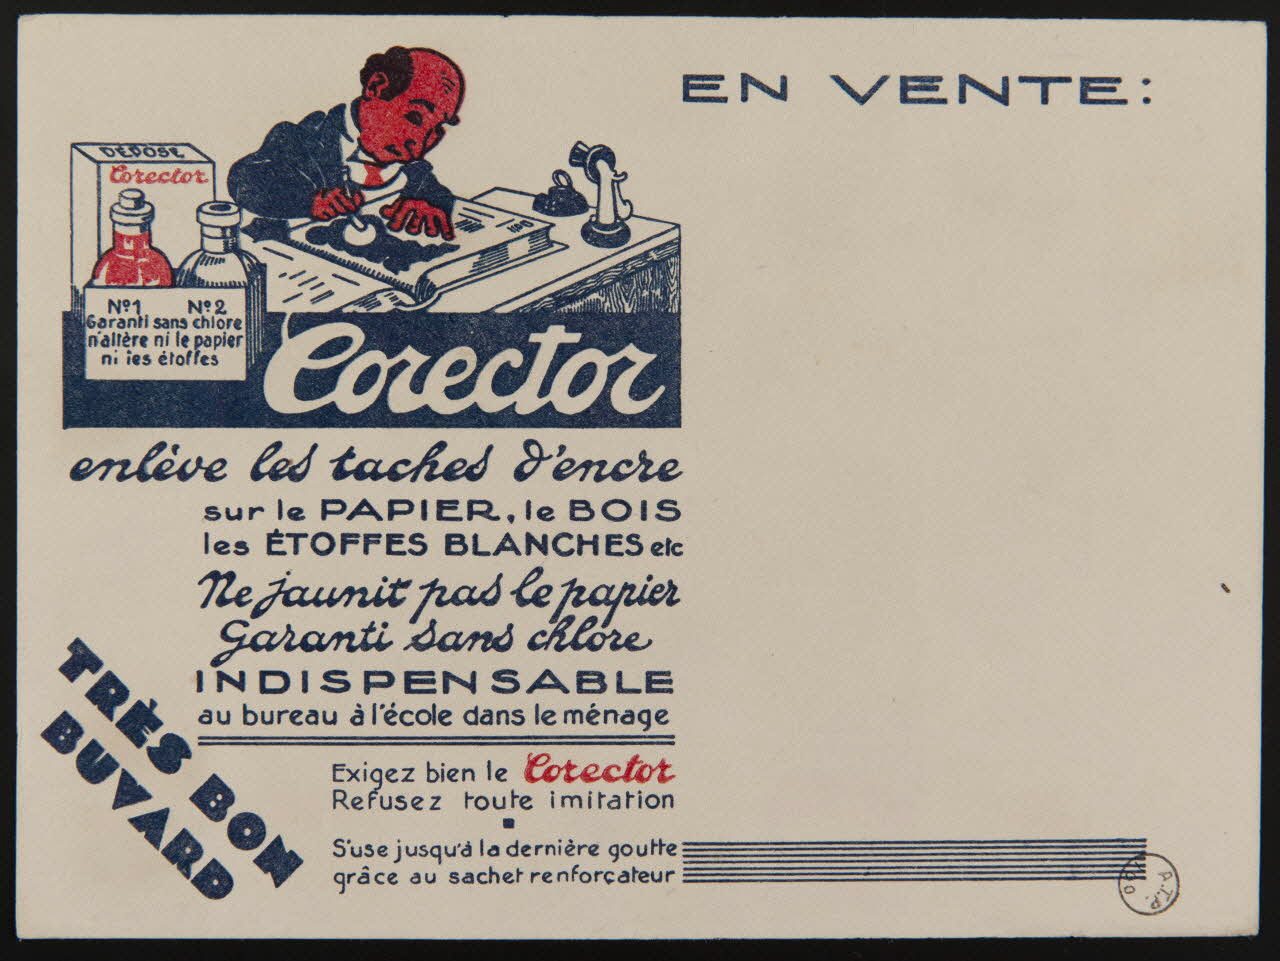 EN VENTE:
DÉPOSÉ
Corector
Nº1 Nº2
Garanti sans chlore
n'altère ni le papier
ni les étoffes
Corector
enlève les taches d'encre
sur le PAPIER, le BOIS
les ÉTOFFES BLANCHES etc
Ne jaunit pas le papier
Garanti sans chlore
INDISPENSABLE
au bureau à l'école dans le ménage
TRÈS BON
BUVARD
Exigez bien le Corector
Refusez toute imitation
S'use jusqu'à la dernière goutte
grâce au sachet renforçateur
A.T.P.